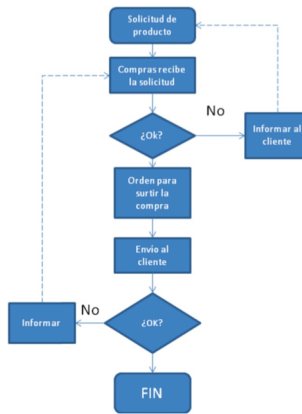 Solicitud de
producto
Compras recibe
la solicitud
¿Ok?
No
Informar al
cliente
Orden para
surtir la
compra
Envío al
cliente
¿OK?
No
Informar
FIN